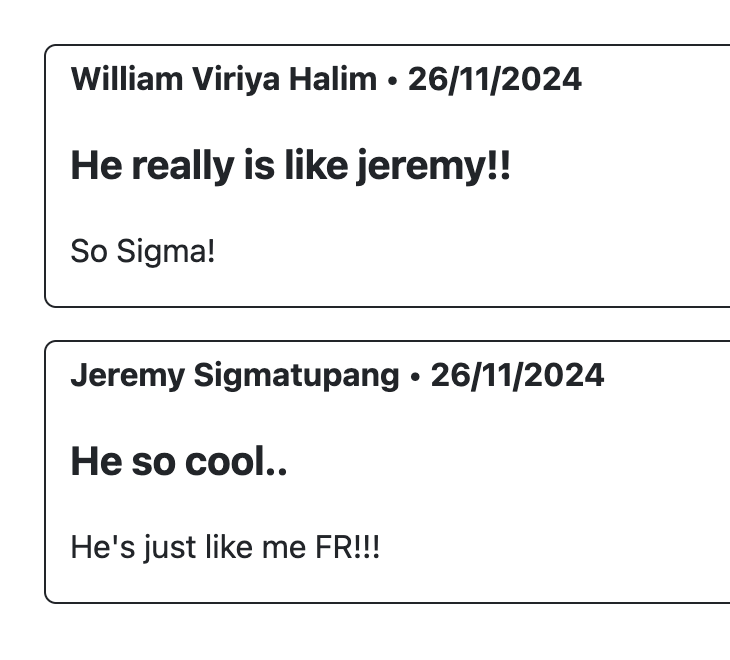 William Viriya Halim • 26/11/2024
He really is like jeremy!!
So Sigma!
Jeremy Sigmatupang • 26/11/2024
He so cool..
He's just like me FR!!!